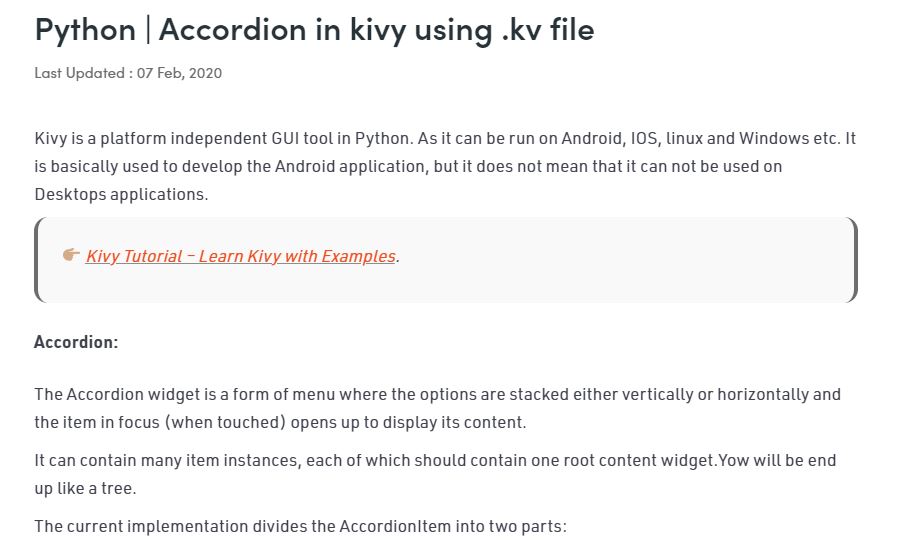 Python | Accordion in kivy using .kv file
Last Updated : 07 Feb, 2020
Kivy is a platform independent GUI tool in Python. As it can be run on Android, IOS, linux and Windows etc. It
is basically used to develop the Android application, but it does not mean that it can not be used on
Desktops applications.
Kivy Tutorial – Learn Kivy with Examples.
Accordion:
The Accordion widget is a form of menu where the options are stacked either vertically or horizontally and
the item in focus (when touched) opens up to display its content.
It can contain many item instances, each of which should contain one root content widget.Yow will be end
up like a tree.
The current implementation divides the AccordionItem into two parts: